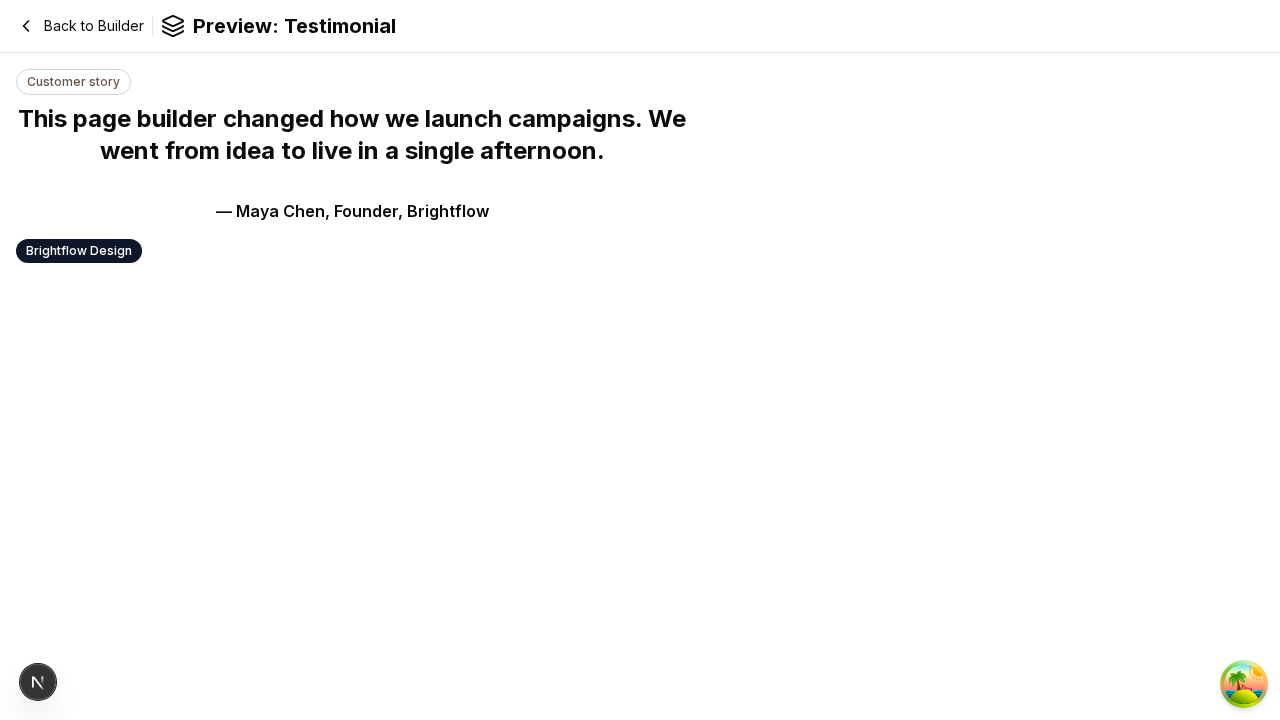 Back to Builder
Preview: Testimonial
Customer story
This page builder changed how we launch campaigns. We
went from idea to live in a single afternoon.
— Maya Chen, Founder, Brightflow
Brightflow Design
N